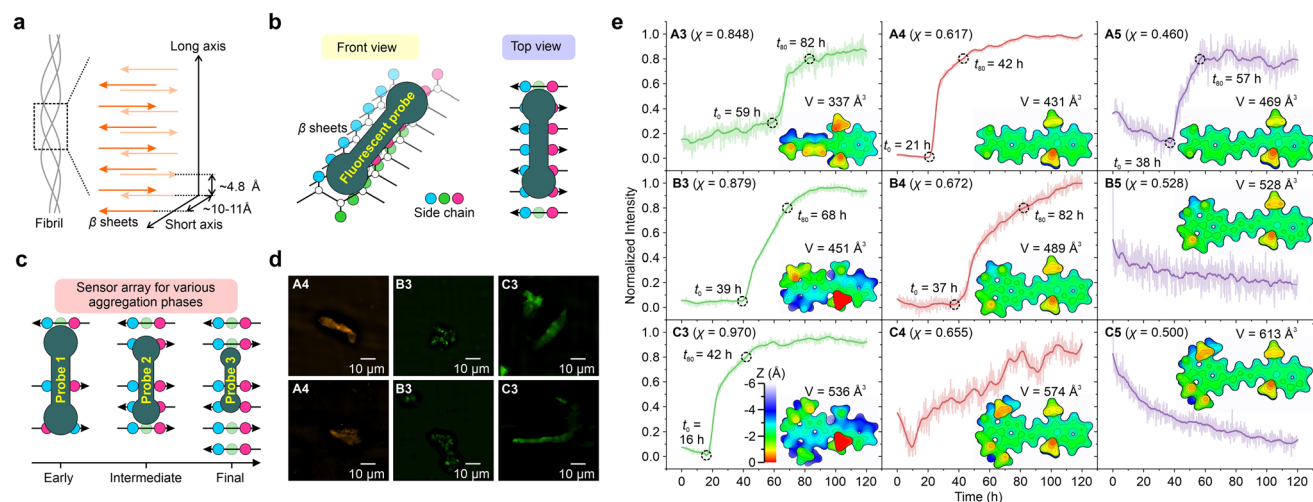 a
Long axis
Fibril
β sheets
Short axis
~4.8 Å
~10-11Å
b
Front view
Top view
β sheets
Fluorescent probe
Side chain
c
Sensor array for various
aggregation phases
Probe 1
Probe 2
Probe 3
Early
Intermediate
Final
d
A4
B3
C3
10 µm
10 µm
10 µm
A4
B3
C3
10 µm
10 µm
10 µm
e
Normalized Intensity
1.0
0.8
0.6
0.4
0.2
0.0
A3 (χ = 0.848)
t80 = 82 h
t0 = 59 h
V = 337 Å³
A4 (χ = 0.617)
t80 = 42 h
t0 = 21 h
V = 431 Å³
A5 (χ = 0.460)
t80 = 57 h
V = 469 Å³
t0 = 38 h
1.0
0.8
0.6
0.4
0.2
0.0
B3 (χ = 0.879)
t80 = 68 h
V = 451 Å³
t0 = 39 h
B4 (χ = 0.672)
t80 = 82 h
V = 489 Å³
t0 = 37 h
B5 (χ = 0.528)
V = 528 Å³
1.0
0.8
0.6
0.4
0.2
0.0
C3 (χ = 0.970)
t80 = 42 h
t0 =
16 h
Z (Å)
-6
-4
-2
0
V = 536 Å³
C4 (χ = 0.655)
V = 574 Å³
C5 (χ = 0.500)
V = 613 Å³
0 20 40 60 80 100 120
0 20 40 60 80 100 120
0 20 40 60 80 100 120
Time (h)